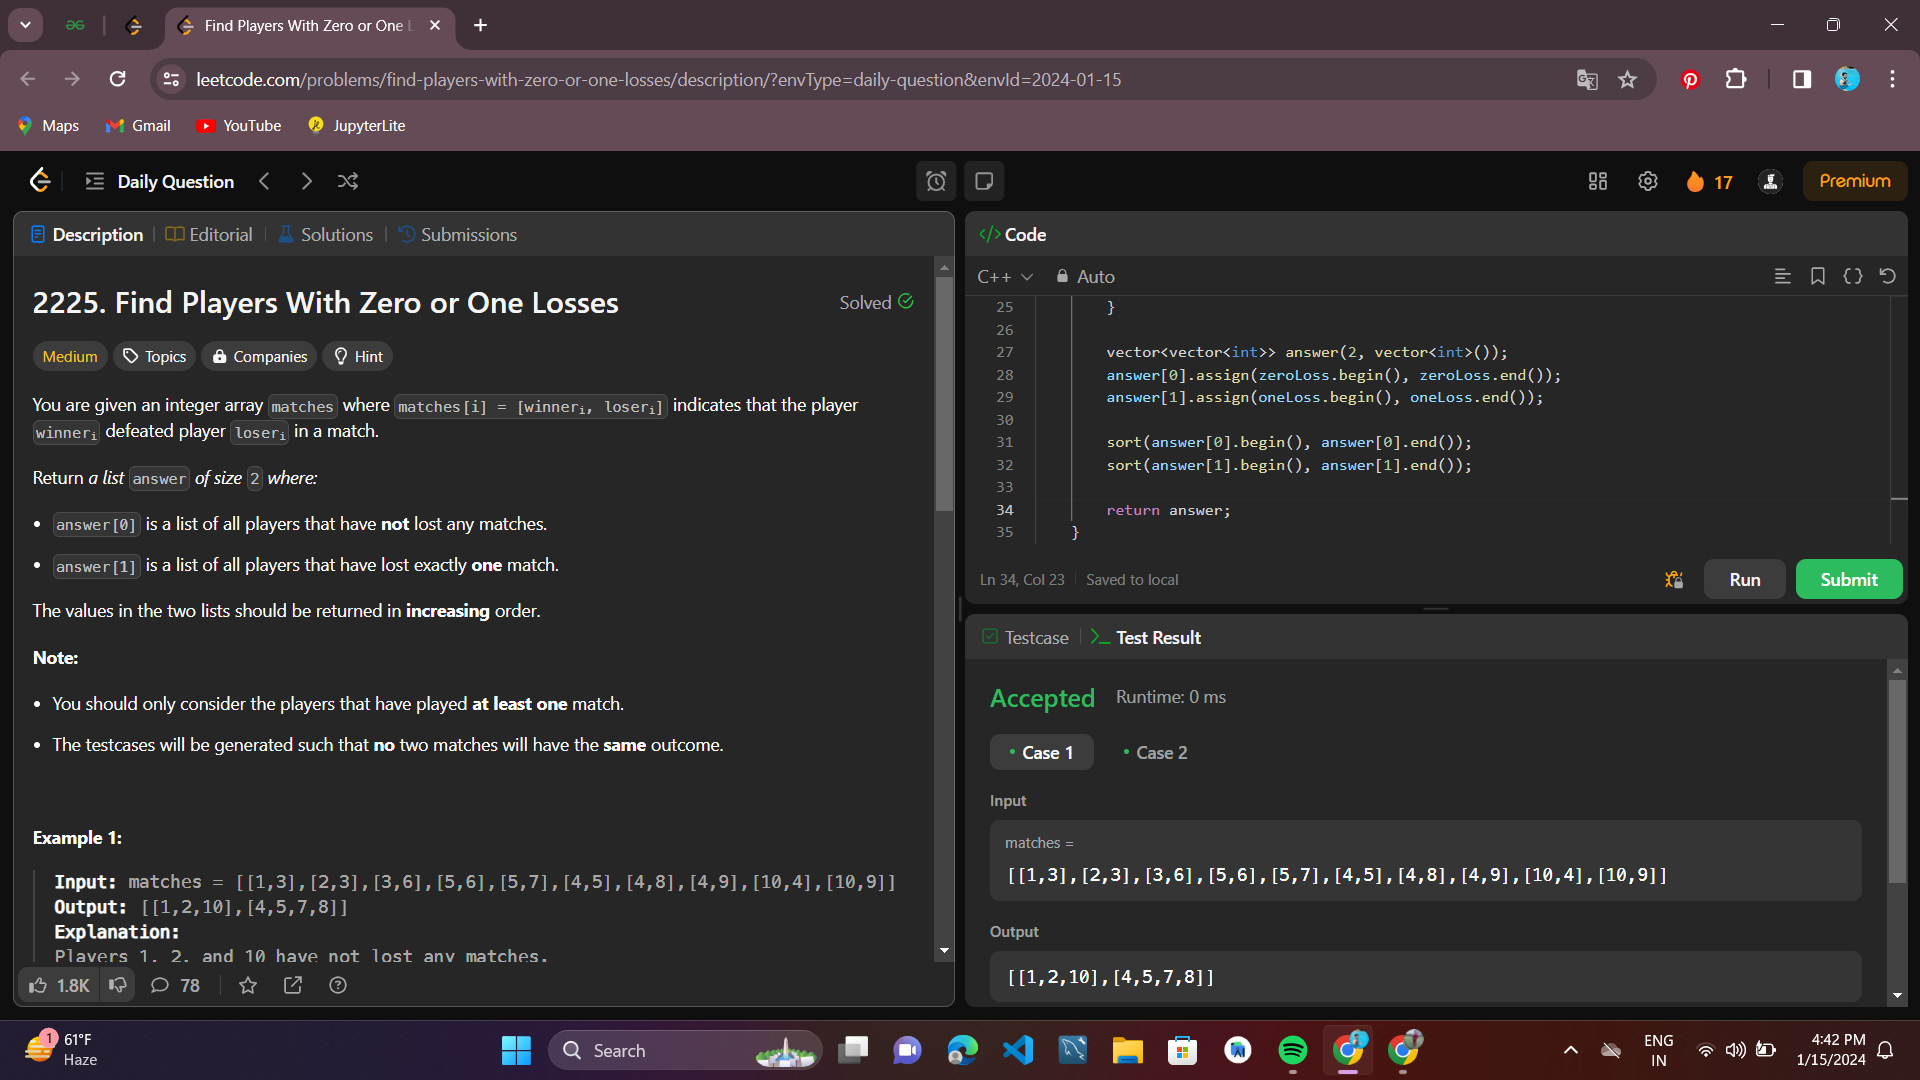 Find Players With Zero or One L
leetcode.com/problems/find-players-with-zero-or-one-losses/description/?envType=daily-question&envId=2024-01-15
Maps
Gmail
YouTube
JupyterLite
Daily Question
17
Premium
Description
Editorial
Solutions
Submissions
2225. Find Players With Zero or One Losses
Solved
Medium
Topics
Companies
Hint
You are given an integer array matches where matches[i] = [winnerᵢ, loserᵢ] indicates that the player
winnerᵢ defeated player loserᵢ in a match.
Return a list answer of size 2 where:
• answer[0] is a list of all players that have not lost any matches.
• answer[1] is a list of all players that have lost exactly one match.
The values in the two lists should be returned in increasing order.
Note:
• You should only consider the players that have played at least one match.
• The testcases will be generated such that no two matches will have the same outcome.
Example 1:
Input: matches = [[1,3],[2,3],[3,6],[5,6],[5,7],[4,5],[4,8],[4,9],[10,4],[10,9]]
Output: [[1,2,10],[4,5,7,8]]
Explanation:
Players 1, 2, and 10 have not lost any matches.
1.8K
78
</> Code
C++
Auto
25 }
26
27 vector<vector<int>> answer(2, vector<int>());
28 answer[0].assign(zeroLoss.begin(), zeroLoss.end());
29 answer[1].assign(oneLoss.begin(), oneLoss.end());
30
31 sort(answer[0].begin(), answer[0].end());
32 sort(answer[1].begin(), answer[1].end());
33
34 return answer;
35 }
Ln 34, Col 23
Saved to local
Run
Submit
Testcase
Test Result
Accepted
Runtime: 0 ms
• Case 1
• Case 2
Input
matches =
[[1,3],[2,3],[3,6],[5,6],[5,7],[4,5],[4,8],[4,9],[10,4],[10,9]]
Output
[[1,2,10],[4,5,7,8]]
1
61°F
Haze
Search
ENG
IN
4:42 PM
1/15/2024